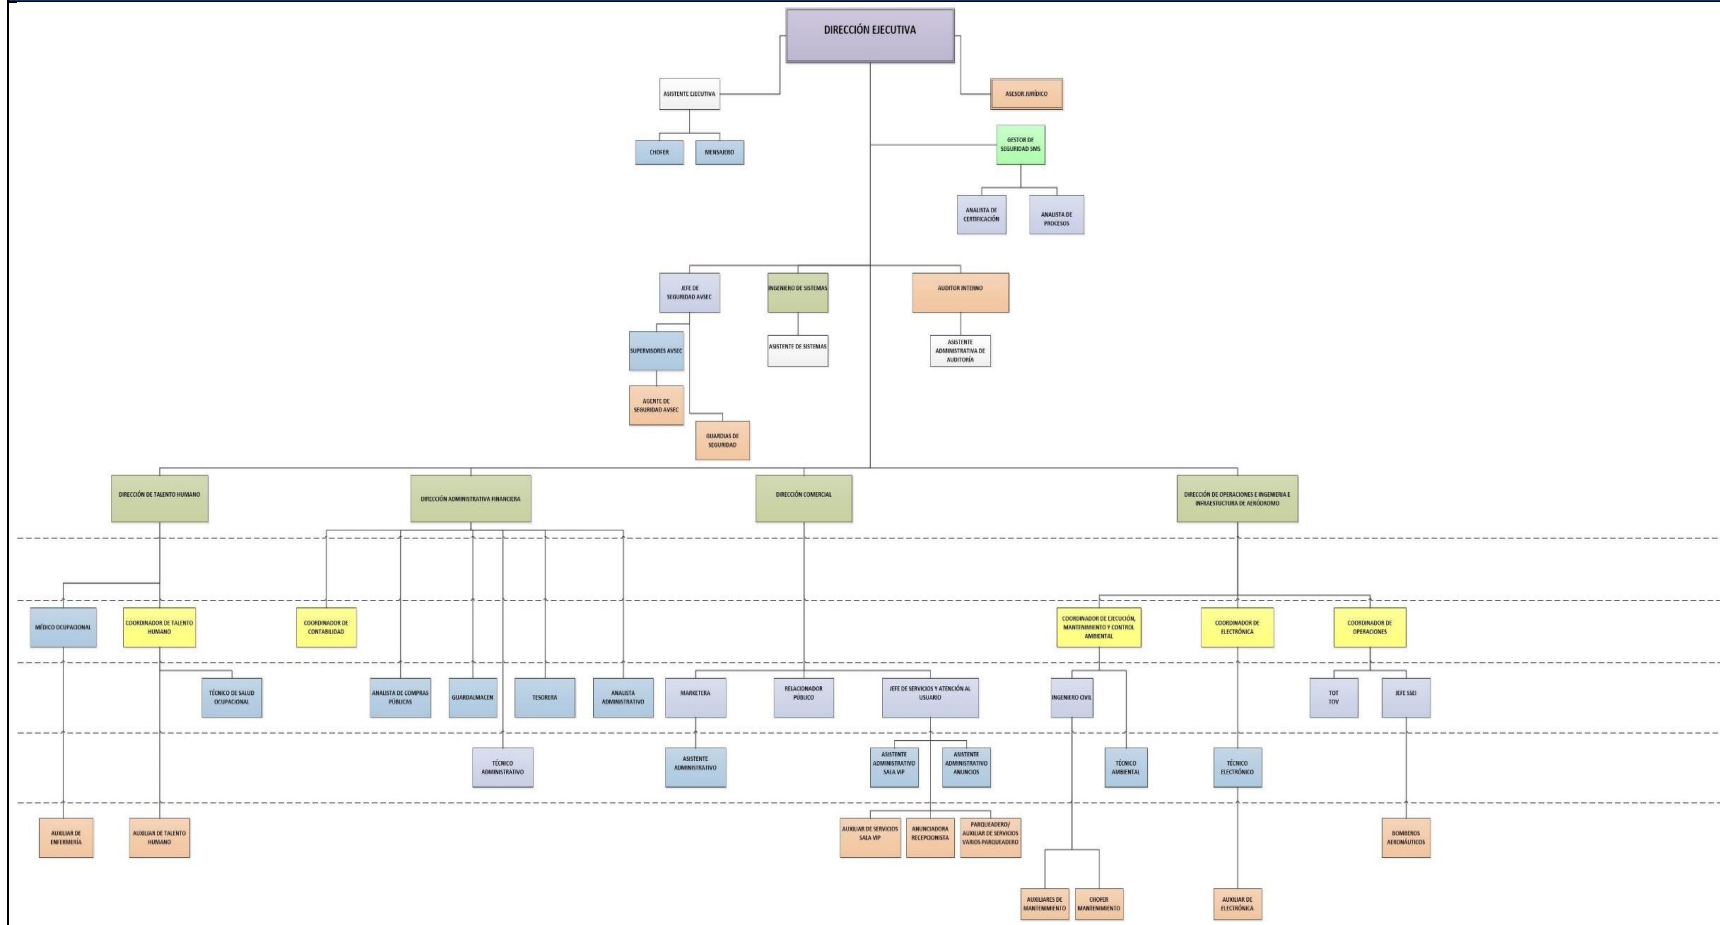 DIRECCIÓN EJECUTIVA
ASISTENTE EJECUTIVA
ASESOR JURÍDICO
CHOFER
MENSAJERO
GESTOR DE
SEGURIDAD SMS
ANALISTA DE
CERTIFICACIÓN
ANALISTA DE
PROCESOS
JEFE DE
SEGURIDAD AVSEC
INGENIERO DE SISTEMAS
AUDITOR INTERNO
SUPERVISORES AVSEC
ASISTENTE DE SISTEMAS
ASISTENTE
ADMINISTRATIVA DE
AUDITORÍA
AGENTE DE
SEGURIDAD AVSEC
GUARDIAS DE
SEGURIDAD
DIRECCIÓN DE TALENTO HUMANO
DIRECCIÓN ADMINISTRATIVA FINANCIERA
DIRECCIÓN COMERCIAL
DIRECCIÓN DE OPERACIONES E INGENIERIA E
INFRAESTUCTURA DE AERÓDROMO
MÉDICO OCUPACIONAL
COORDINADOR DE TALENTO
HUMANO
COORDINADOR DE
CONTABILIDAD
COORDINADOR DE EJECUCIÓN,
MANTENIMIENTO Y CONTROL
AMBIENTAL
COORDINADOR DE
ELECTRÓNICA
COORDINADOR DE
OPERACIONES
TÉCNICO DE SALUD
OCUPACIONAL
ANALISTA DE COMPRAS
PÚBLICAS
GUARDALMACEN
TESORERA
ANALISTA
ADMINISTRATIVO
MARKETERA
RELACIONADOR
PÚBLICO
JEFE DE SERVICIOS Y ATENCIÓN AL
USUARIO
INGENIERO CIVIL
TOT
TOV
JEFE SSEI
TÉCNICO
ADMINISTRATIVO
ASISTENTE
ADMINISTRATIVO
ASISTENTE
ADMINISTRATIVO
SALA VIP
ASISTENTE
ADMINISTRATIVO
ANUNCIOS
TÉCNICO
AMBIENTAL
TÉCNICO
ELECTRÓNICO
AUXILIAR DE
ENFERMERÍA
AUXILIAR DE TALENTO
HUMANO
AUXILIAR DE SERVICIOS
SALA VIP
ANUNCIADORA
RECEPCIONISTA
PARQUEADERO/
AUXILIAR DE SERVICIOS
VARIOS PARQUEADERO
BOMBEROS
AERONÁUTICOS
AUXILIARES DE
MANTENIMIENTO
CHOFER
MANTENIMIENTO
AUXILIAR DE
ELECTRÓNICA